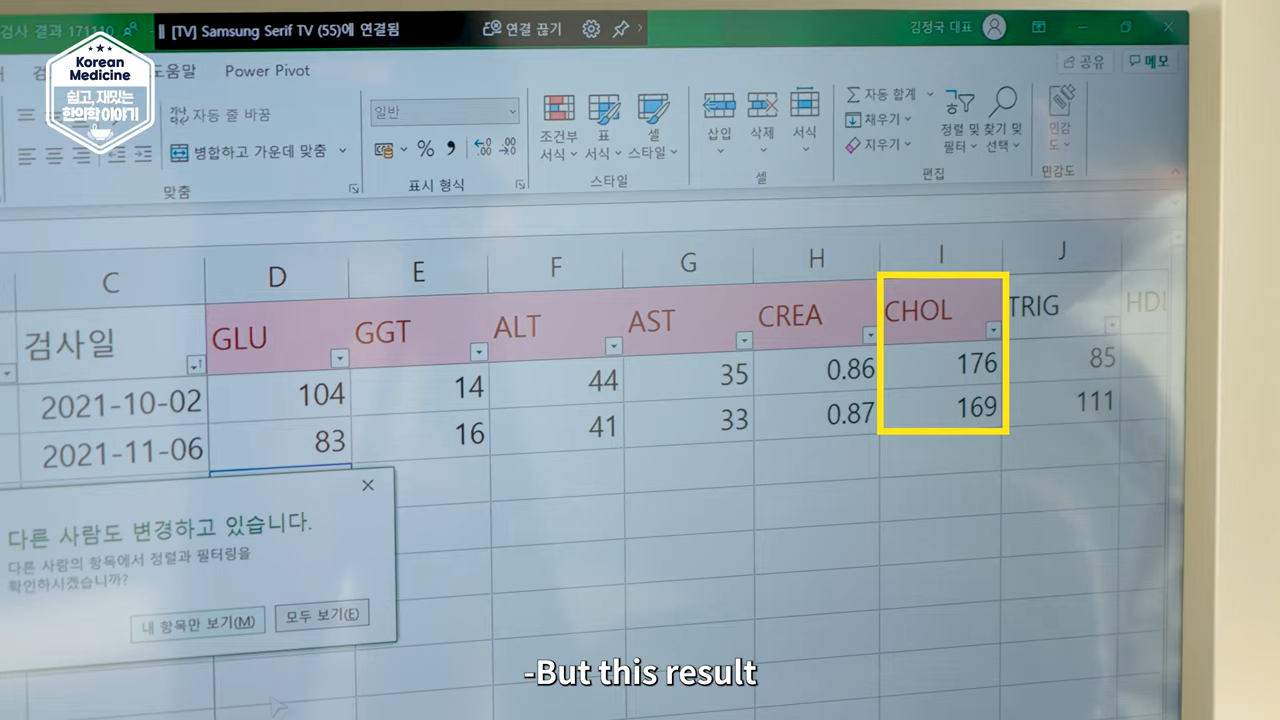 검사 결과 171110
[TV] Samsung Serif TV (55)에 연결됨
연결 끊기
김정국 대표
Korean
Medicine
쉽고, 재밌는
한의학 이야기
도움말
Power Pivot
공유
메모
자동 줄 바꿈
병합하고 가운데 맞춤
맞춤
일반
%
표시 형식
조건부
서식
표
서식
셀
스타일
스타일
삽입
삭제
서식
셀
자동 합계
채우기
지우기
정렬 및
필터
찾기 및
선택
편집
민감
도
민감도
C D E F G H I J
검사일 GLU GGT ALT AST CREA CHOL TRIG HDL
2021-10-02 104 14 44 35 0.86 176 85
2021-11-06 83 16 41 33 0.87 169 111
다른 사람도 변경하고 있습니다.
다른 사람의 항목에서 정렬과 필터링을
확인하시겠습니까?
내 항목만 보기(M)
모두 보기(E)
-But this result